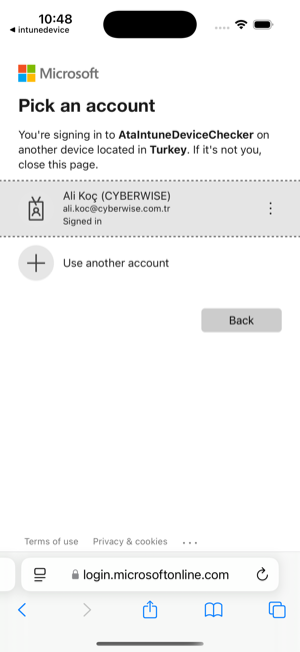 10:48
◀ intunedevice
Microsoft
Pick an account
You're signing in to AtaIntuneDeviceChecker on
another device located in Turkey. If it's not you,
close this page.
Ali Koç (CYBERWISE)
ali.koc@cyberwise.com.tr
Signed in
Use another account
Back
Terms of use Privacy & cookies ...
login.microsoftonline.com